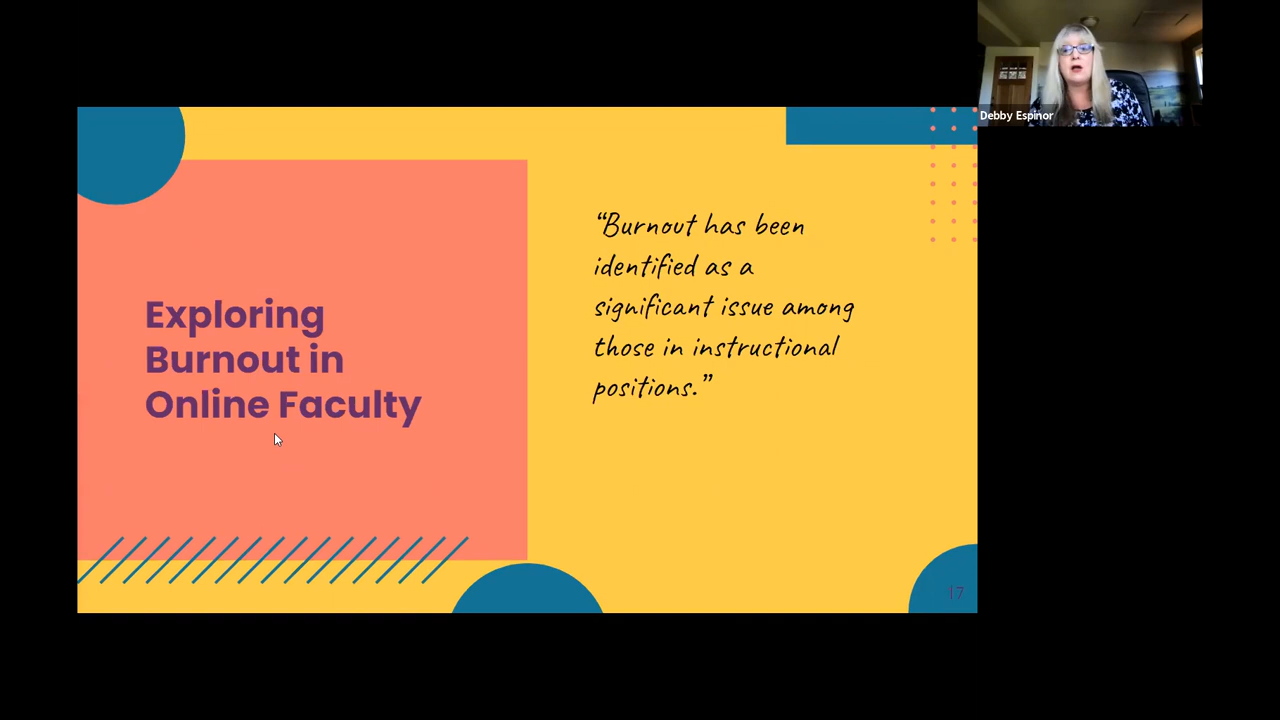 Debby Espinor
Exploring
Burnout in
Online Faculty
“Burnout has been
identified as a
significant issue among
those in instructional
positions.”
17